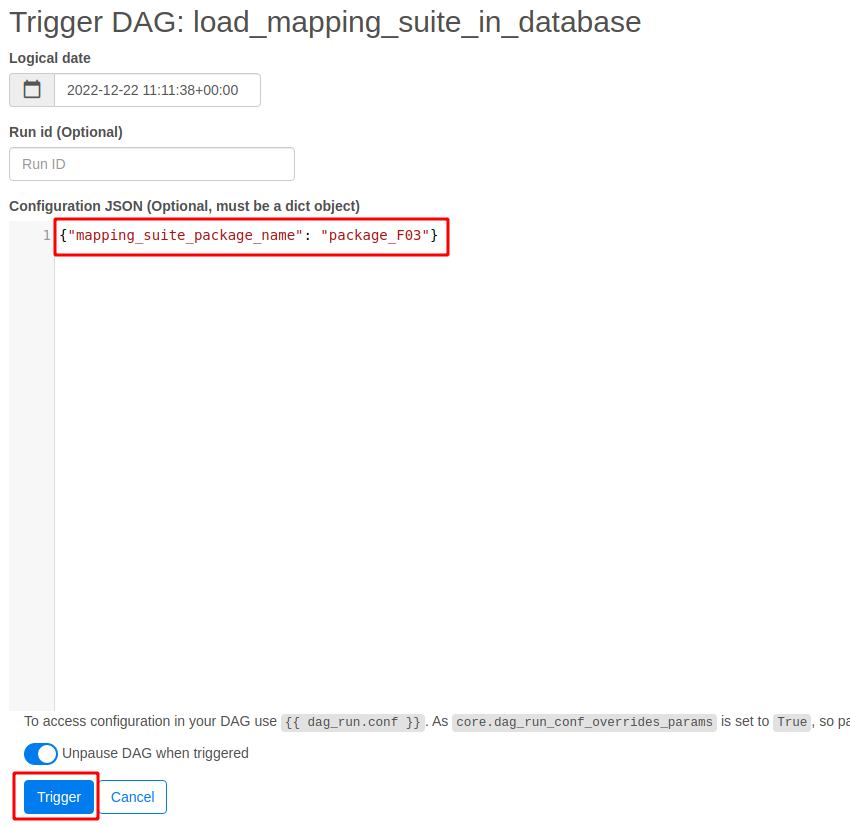 Trigger DAG: load_mapping_suite_in_database
Logical date
2022-12-22 11:11:38+00:00
Run id (Optional)
Run ID
Configuration JSON (Optional, must be a dict object)
1 {"mapping_suite_package_name": "package_F03"}
To access configuration in your DAG use {{ dag_run.conf }}. As core.dag_run_conf_overrides_params is set to True, so pa
Unpause DAG when triggered
Trigger Cancel